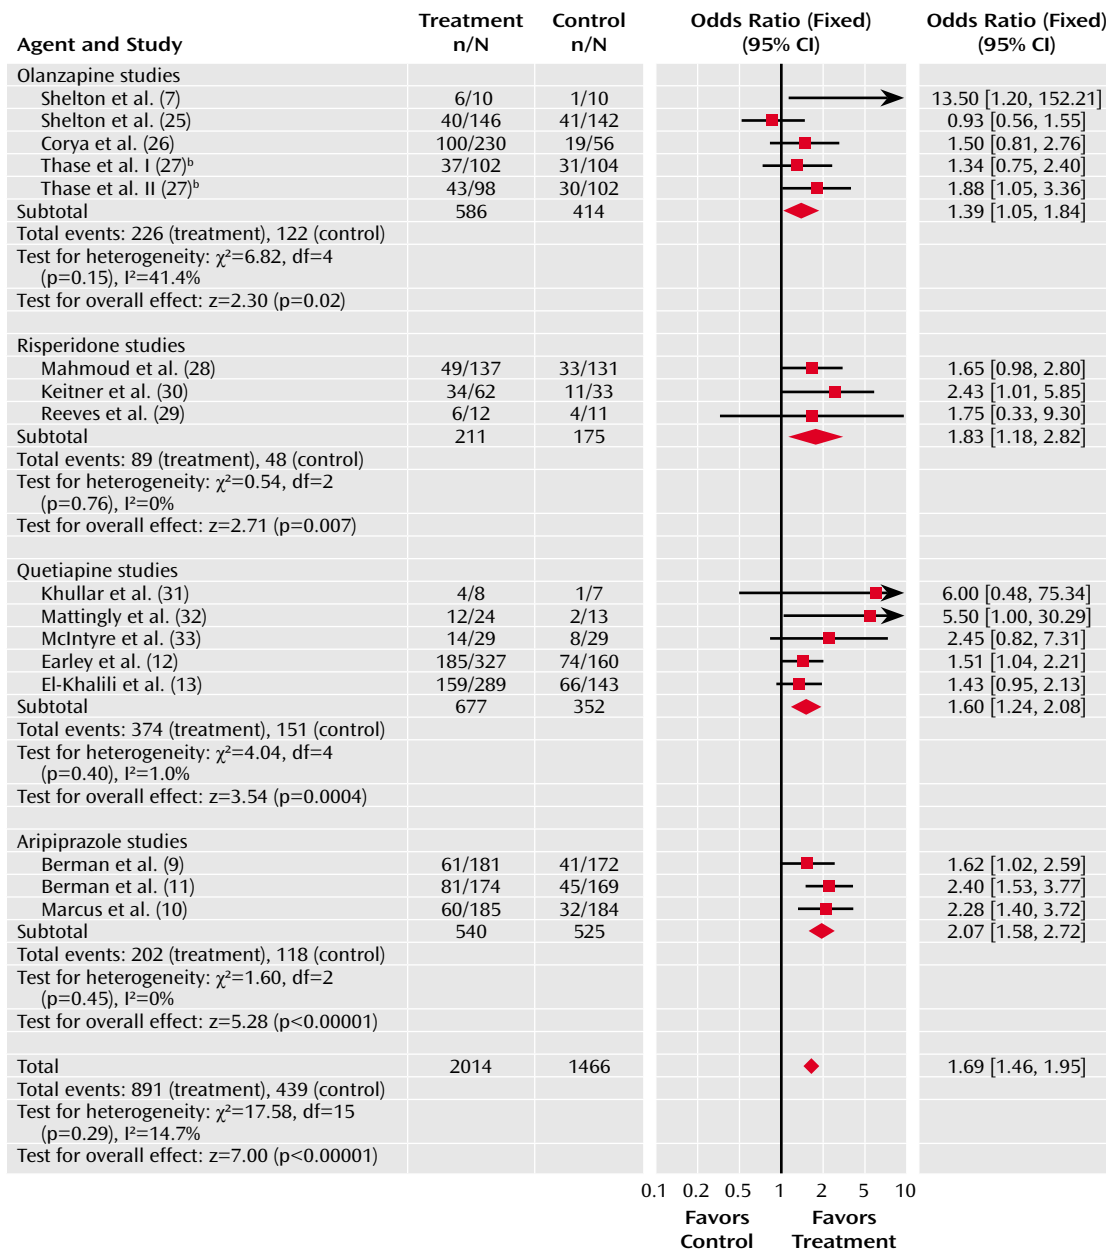 Agent and Study Treatment n/N Control n/N Odds Ratio (Fixed) (95% CI) Odds Ratio (Fixed) (95% CI)
Olanzapine studies
Shelton et al. (7) 6/10 1/10 13.50 [1.20, 152.21]
Shelton et al. (25) 40/146 41/142 0.93 [0.56, 1.55]
Corya et al. (26) 100/230 19/56 1.50 [0.81, 2.76]
Thase et al. I (27)ᵇ 37/102 31/104 1.34 [0.75, 2.40]
Thase et al. II (27)ᵇ 43/98 30/102 1.88 [1.05, 3.36]
Subtotal 586 414 1.39 [1.05, 1.84]
Total events: 226 (treatment), 122 (control)
Test for heterogeneity: χ²=6.82, df=4
(p=0.15), I²=41.4%
Test for overall effect: z=2.30 (p=0.02)
Risperidone studies
Mahmoud et al. (28) 49/137 33/131 1.65 [0.98, 2.80]
Keitner et al. (30) 34/62 11/33 2.43 [1.01, 5.85]
Reeves et al. (29) 6/12 4/11 1.75 [0.33, 9.30]
Subtotal 211 175 1.83 [1.18, 2.82]
Total events: 89 (treatment), 48 (control)
Test for heterogeneity: χ²=0.54, df=2
(p=0.76), I²=0%
Test for overall effect: z=2.71 (p=0.007)
Quetiapine studies
Khullar et al. (31) 4/8 1/7 6.00 [0.48, 75.34]
Mattingly et al. (32) 12/24 2/13 5.50 [1.00, 30.29]
McIntyre et al. (33) 14/29 8/29 2.45 [0.82, 7.31]
Earley et al. (12) 185/327 74/160 1.51 [1.04, 2.21]
El-Khalili et al. (13) 159/289 66/143 1.43 [0.95, 2.13]
Subtotal 677 352 1.60 [1.24, 2.08]
Total events: 374 (treatment), 151 (control)
Test for heterogeneity: χ²=4.04, df=4
(p=0.40), I²=1.0%
Test for overall effect: z=3.54 (p=0.0004)
Aripiprazole studies
Berman et al. (9) 61/181 41/172 1.62 [1.02, 2.59]
Berman et al. (11) 81/174 45/169 2.40 [1.53, 3.77]
Marcus et al. (10) 60/185 32/184 2.28 [1.40, 3.72]
Subtotal 540 525 2.07 [1.58, 2.72]
Total events: 202 (treatment), 118 (control)
Test for heterogeneity: χ²=1.60, df=2
(p=0.45), I²=0%
Test for overall effect: z=5.28 (p<0.00001)
Total 2014 1466 1.69 [1.46, 1.95]
Total events: 891 (treatment), 439 (control)
Test for heterogeneity: χ²=17.58, df=15
(p=0.29), I²=14.7%
Test for overall effect: z=7.00 (p<0.00001)
0.1 0.2 0.5 1 2 5 10
Favors Control Favors Treatment